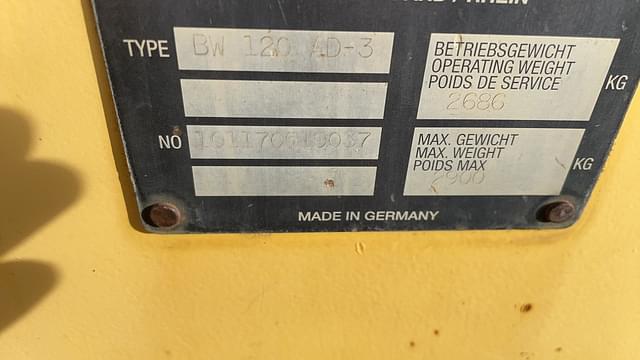 TYPE BW 120 AD-3
NO
BETRIEBSGEWICHT
OPERATING WEIGHT
POIDS DE SERVICE
2686 KG
MAX. GEWICHT
MAX. WEIGHT
POIDS MAX
2900 KG
MADE IN GERMANY